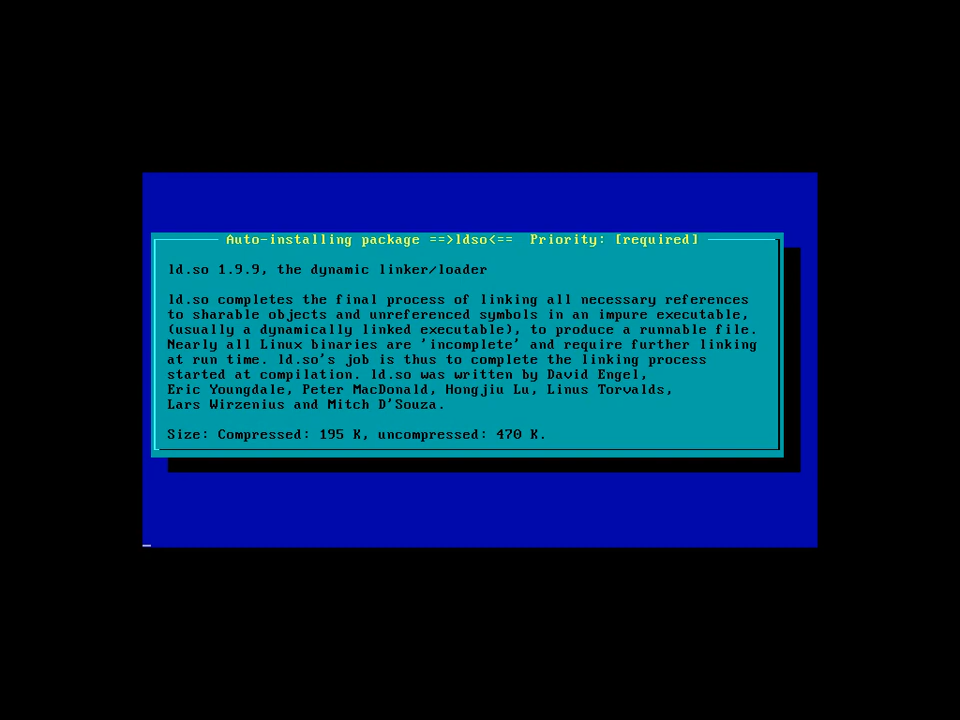 Auto-installing package ==>ldso<== Priority: [required]
ld.so 1.9.9, the dynamic linker/loader
ld.so completes the final process of linking all necessary references
to sharable objects and unreferenced symbols in an impure executable,
(usually a dynamically linked executable), to produce a runnable file.
Nearly all Linux binaries are 'incomplete' and require further linking
at run time. ld.so's job is thus to complete the linking process
started at compilation. ld.so was written by David Engel,
Eric Youngdale, Peter MacDonald, Hongjiu Lu, Linus Torvalds,
Lars Wirzenius and Mitch D'Souza.
Size: Compressed: 195 K, uncompressed: 470 K.